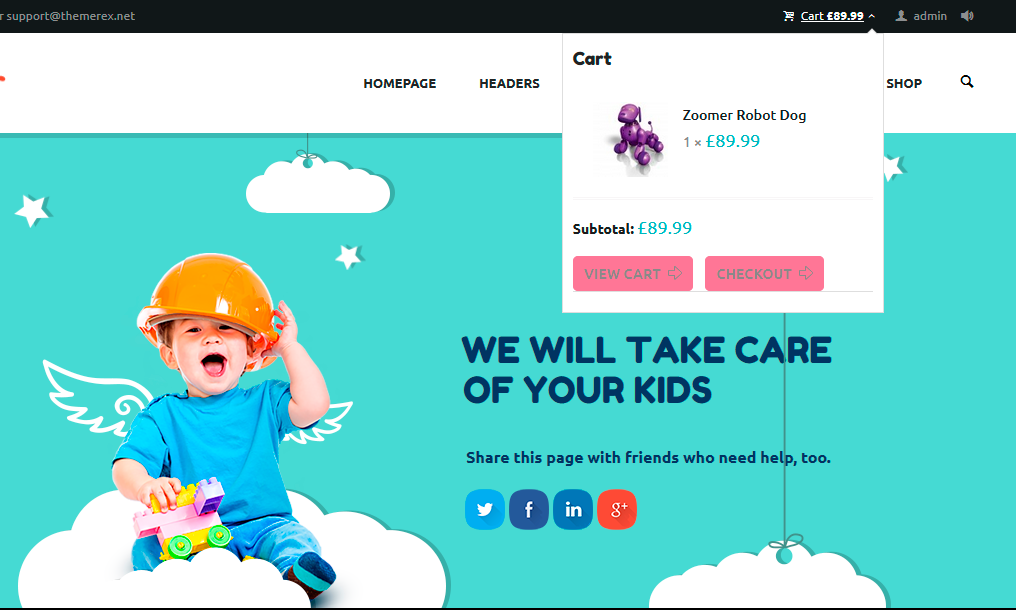 r support@themerex.net
Cart £89.99
admin
HOMEPAGE
HEADERS
SHOP
Cart
Zoomer Robot Dog
1 × £89.99
Subtotal: £89.99
VIEW CART
CHECKOUT
WE WILL TAKE CARE
OF YOUR KIDS
Share this page with friends who need help, too.
f
in
g+